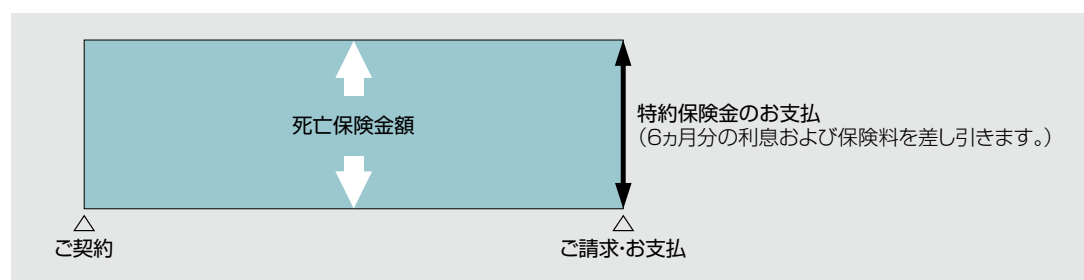 死亡保険金額
特約保険金のお支払
（6ヵ月分の利息および保険料を差し引きます。）
ご契約
ご請求・お支払